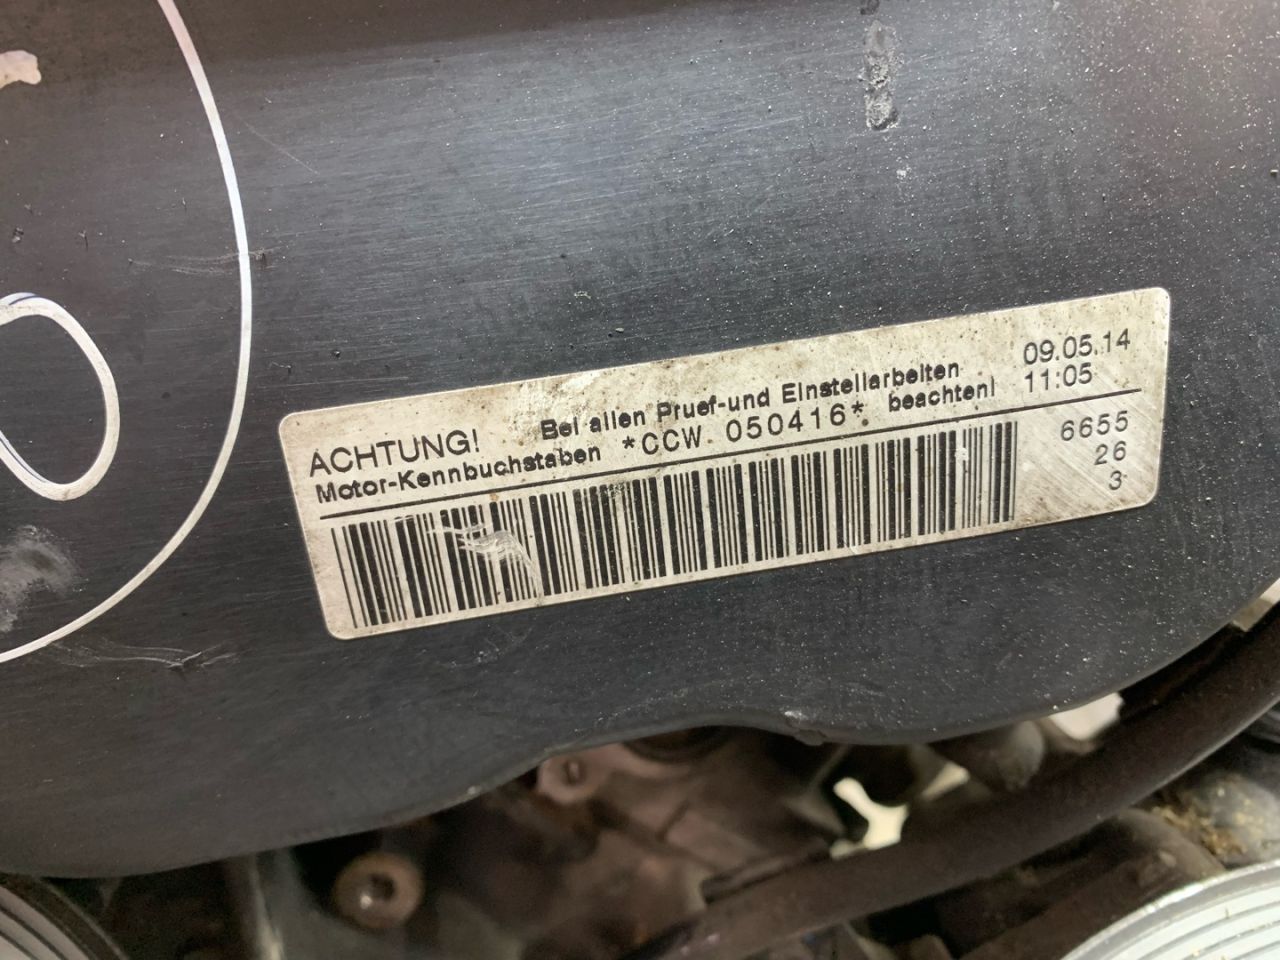 ACHTUNG! Bei allen Pruef-und Einstellarbeiten 09.05.14
Motor-Kennbuchstaben *CCW 050416* beachten! 11:05
6655
26
3